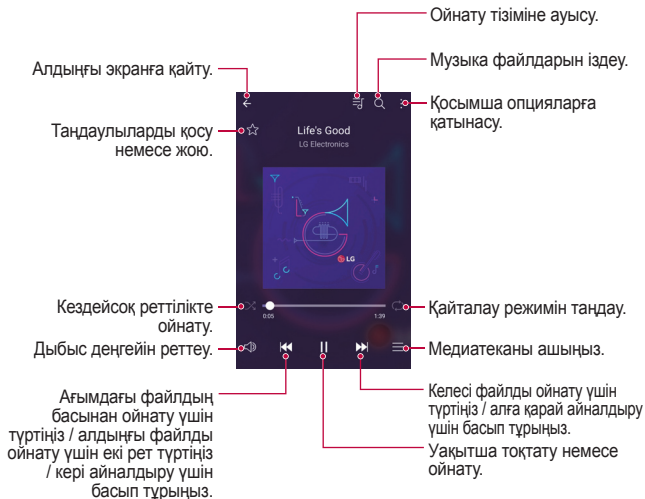 Ойнату тізіміне ауысу.
Алдыңғы экранға қайту.
Музыка файлдарын іздеу.
Қосымша опцияларға
қатынасу.
Таңдаулыларды қосу
немесе жою.
Life's Good
LG Electronics
LG
Кездейсоқ реттілікте
ойнату.
0:05
1:39
Қайталау режимін таңдау.
Дыбыс деңгейін реттеу.
Медиатеканы ашыңыз.
Ағымдағы файлдың
басынан ойнату үшін
түртіңіз / алдыңғы файлды
ойнату үшін екі рет түртіңіз
/ кері айналдыру үшін
басып тұрыңыз.
Келесі файлды ойнату үшін
түртіңіз / алға қарай айналдыру
үшін басып тұрыңыз.
Уақытша тоқтату немесе
ойнату.